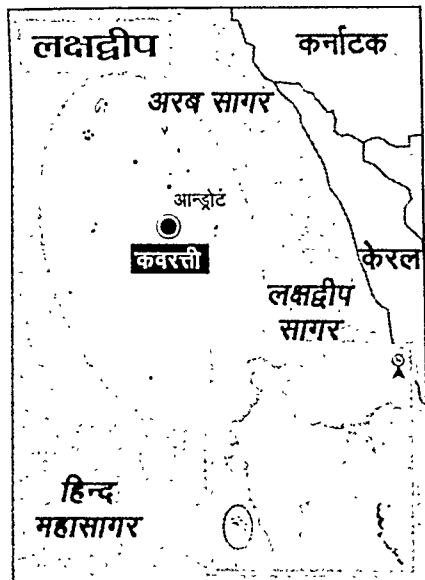 लक्षद्वीप
कर्नाटक
अरब सागर
आन्ड्रोट
कवरत्ती
केरल
लक्षद्वीप
सागर
हिन्द
महासागर